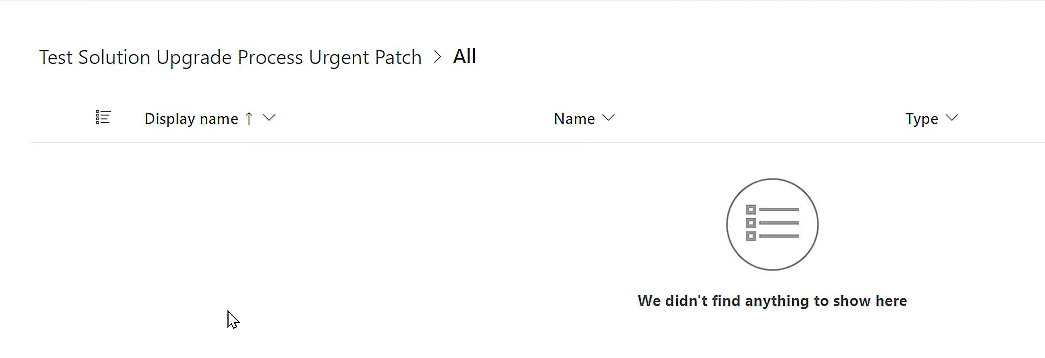 Test Solution Upgrade Process Urgent Patch > All
Display name ↑ Name Type
We didn't find anything to show here